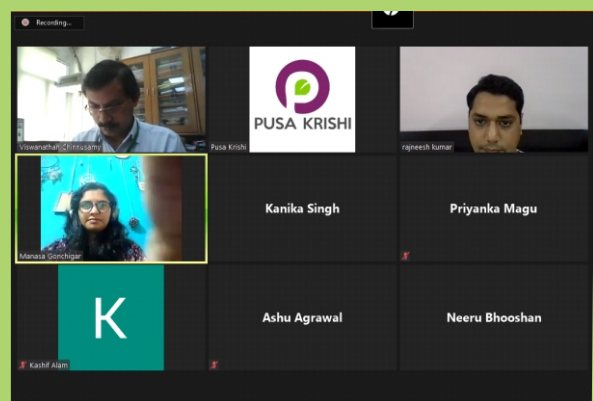 Recording...
Viswanathan Chinnusamy
PUSA KRISHI
Pusa Krishi
rajneesh kumar
Manasa Gonchigar
Kanika Singh
Priyanka Magu
K
Kashif Alam
Ashu Agrawal
Neeru Bhooshan